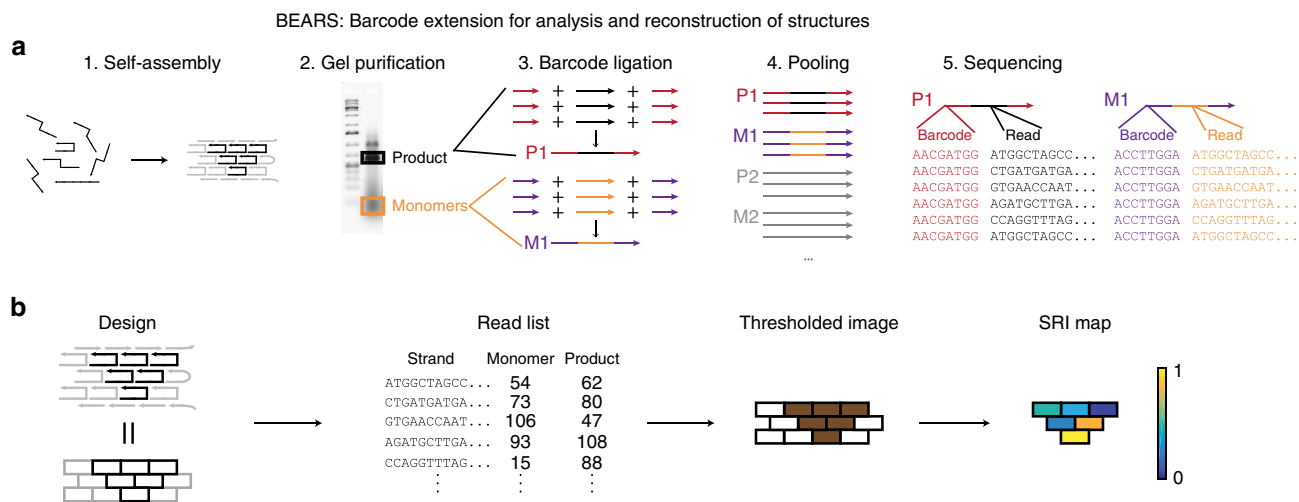 BEARS: Barcode extension for analysis and reconstruction of structures
a
1. Self-assembly
2. Gel purification
3. Barcode ligation
4. Pooling
5. Sequencing
Product
Monomers
+ +
+ +
+ +
P1
+ +
+ +
+ +
M1
P1
M1
P2
M2
...
P1
Barcode Read
AACGATGG ATGGCTAGCC...
AACGATGG CTGATGATGA...
AACGATGG GTGAACCAAT...
AACGATGG AGATGCTTGA...
AACGATGG CCAGGTTTAG...
AACGATGG ATGGCTAGCC...
M1
Barcode Read
ACCTTGGA ATGGCTAGCC...
ACCTTGGA CTGATGATGA...
ACCTTGGA GTGAACCAAT...
ACCTTGGA AGATGCTTGA...
ACCTTGGA CCAGGTTTAG...
ACCTTGGA ATGGCTAGCC...
b
Design
=
Read list
Strand Monomer Product
ATGGCTAGCC... 54 62
CTGATGATGA... 73 80
GTGAACCAAT... 106 47
AGATGCTTGA... 93 108
CCAGGTTTAG... 15 88
⋮ ⋮ ⋮
Thresholded image
SRI map
1
0